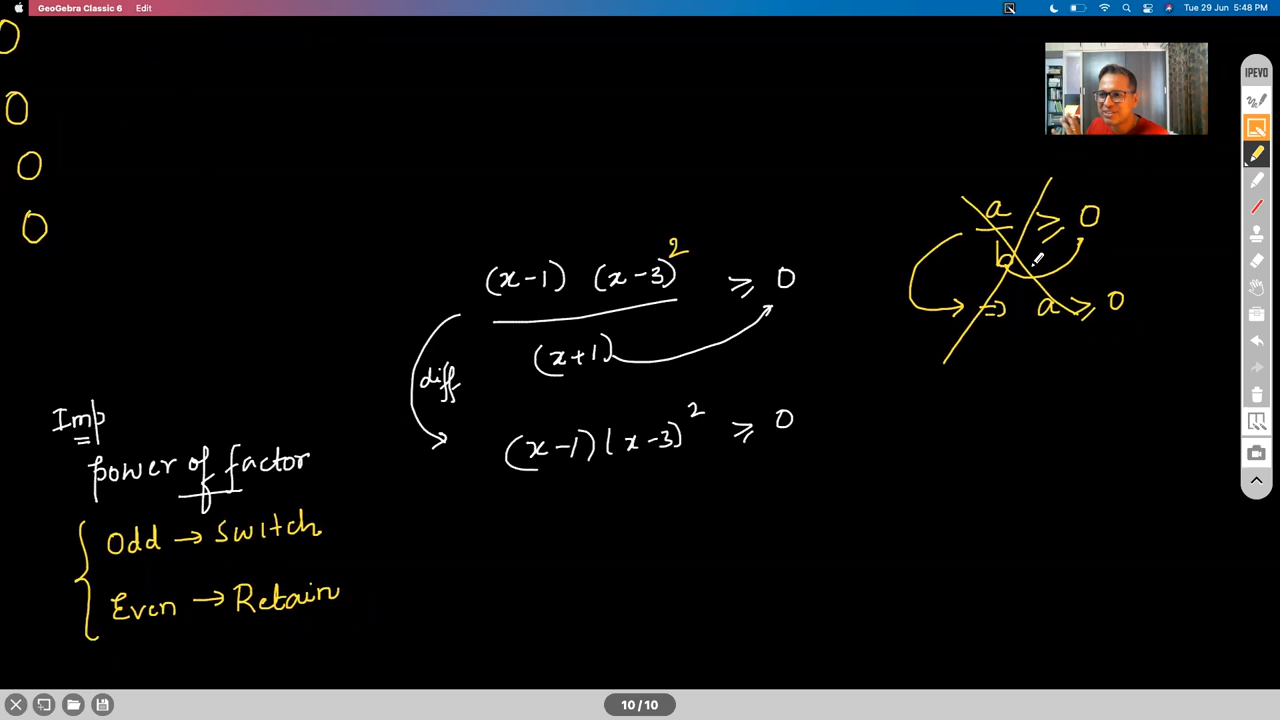 GeoGebra Classic 6 Edit
Tue 29 Jun 5:48 PM
IPEVO
0
0
0
0
(x-1) (x-3)² ≥ 0
(x+1)
diff
(x-1)(x-3)² ≥ 0
a ≥ 0
b
⇒ a ≥ 0
Imp
power of factor
Odd → Switch
Even → Retain
10 / 10